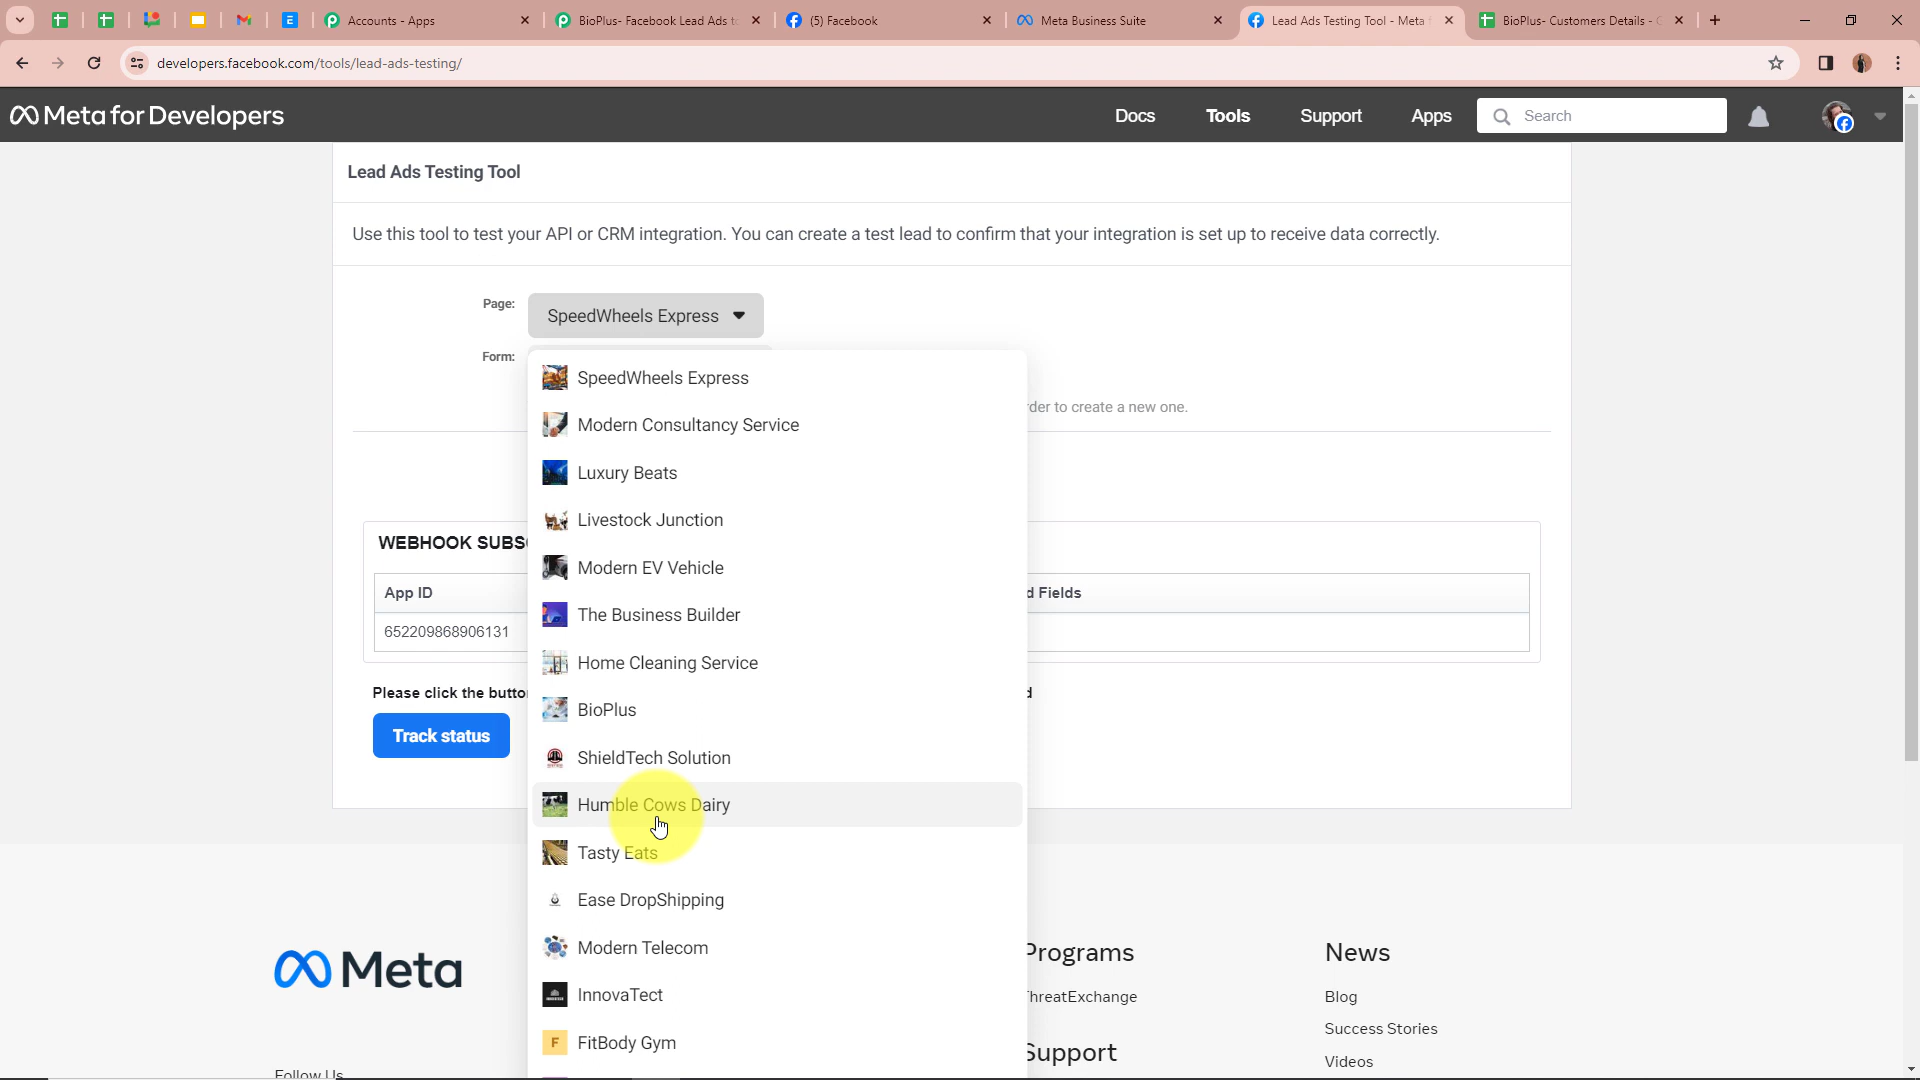 Accounts - Apps
BioPlus- Facebook Lead Ads to
(5) Facebook
Meta Business Suite
Lead Ads Testing Tool - Meta
BioPlus- Customers Details -
developers.facebook.com/tools/lead-ads-testing/
Meta for Developers
Docs
Tools
Support
Apps
Search
Lead Ads Testing Tool
Use this tool to test your API or CRM integration. You can create a test lead to confirm that your integration is set up to receive data correctly.
Page:
SpeedWheels Express
Form:
SpeedWheels Express
Modern Consultancy Service
order to create a new one.
Luxury Beats
Livestock Junction
WEBHOOK
Modern EV Vehicle
App ID
Fields
The Business Builder
652209868906131
Home Cleaning Service
Please click the
BioPlus
Track status
ShieldTech Solution
Humble Cows Dairy
Tasty Eats
Ease DropShipping
Modern Telecom
Meta
Programs
News
InnovaTect
ThreatExchange
Blog
Success Stories
F FitBody Gym
Support
Videos
Follow Us